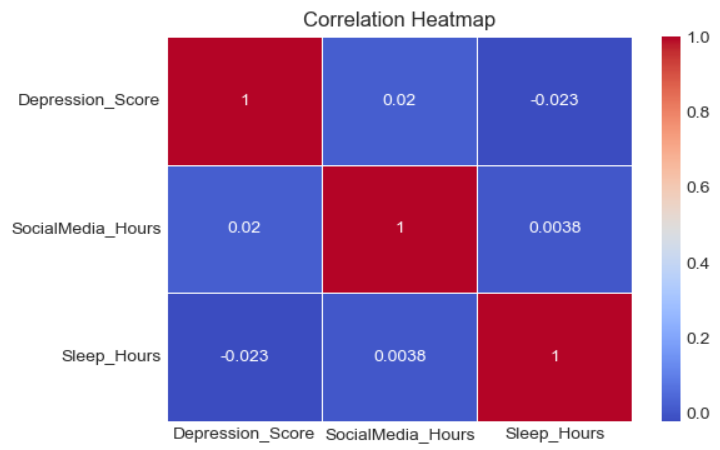 Correlation Heatmap
Depression_Score
1
0.02
-0.023
SocialMedia_Hours
0.02
1
0.0038
Sleep_Hours
-0.023
0.0038
1
Depression_Score
SocialMedia_Hours
Sleep_Hours
1.0
0.8
0.6
0.4
0.2
0.0